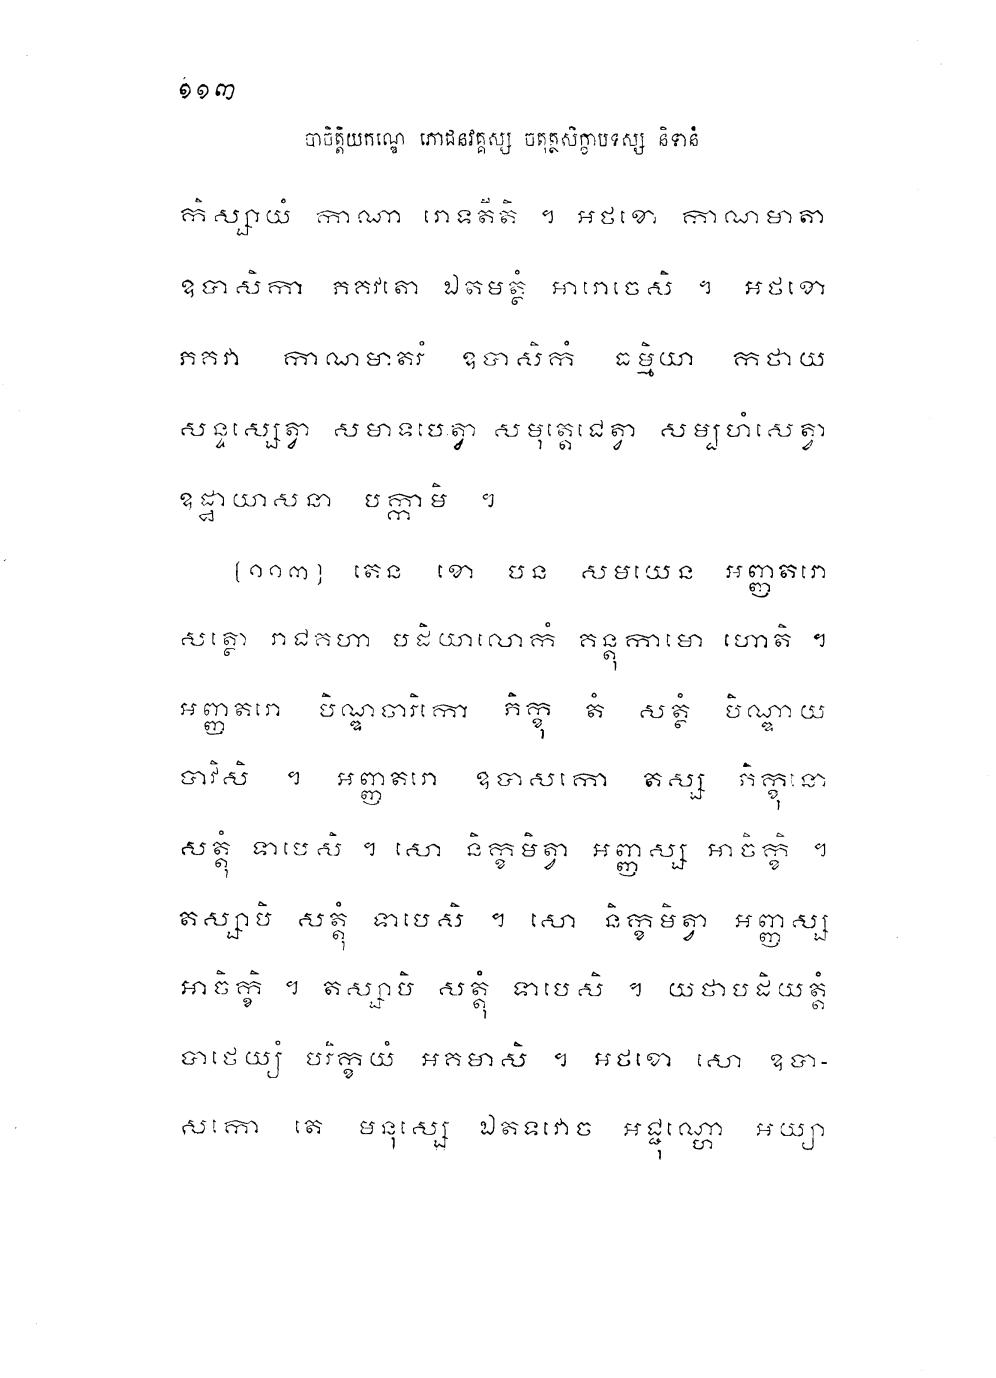 ១១៣
បាចិត្តិយកណ្ឌេ ភោជនវគ្គស្ស ចតុត្ថសិក្ខាបទស្ស និទានំ
កិស្សាយំ កាណា រោទតីតិ ។ អថខោ កាណមាតា
ឧបាសិកា ភគវតោ ឯតមត្ថំ អារោចេសិ ។ អថខោ
ភគវា កាណមាតរំ ឧបាសិកំ ធម្មិយា កថាយ
សន្ទស្សេត្វា សមាទបេត្វា សមុត្តេជេត្វា សម្បហំសេត្វា
ឧដ្ឋាយាសនា បក្កាមិ ។
[១១៣] តេន ខោ បន សមយេន អញ្ញតរោ
សត្ថោ រាជគហា បដិយាលោកំ គន្តុកាមោ ហោតិ ។
អញ្ញតរោ បិណ្ឌចារិកោ ភិក្ខុ តំ សត្ថំ បិណ្ឌាយ
បាវិសិ ។ អញ្ញតរោ ឧបាសកោ តស្ស ភិក្ខុនោ
សត្តុំ ទាបេសិ ។ សោ និក្ខមិត្វា អញ្ញស្ស អាចិក្ខិ ។
តស្សាបិ សត្តុំ ទាបេសិ ។ សោ និក្ខមិត្វា អញ្ញស្ស
អាចិក្ខិ ។ តស្សាបិ សត្តុំ ទាបេសិ ។ យថាបដិយត្តំ
បាថេយ្យំ បរិក្ខយំ អគមាសិ ។ អថខោ សោ ឧបា-
សកោ តេ មនុស្សេ ឯតទវោច អជ្ជុណ្ហោ អយ្យា